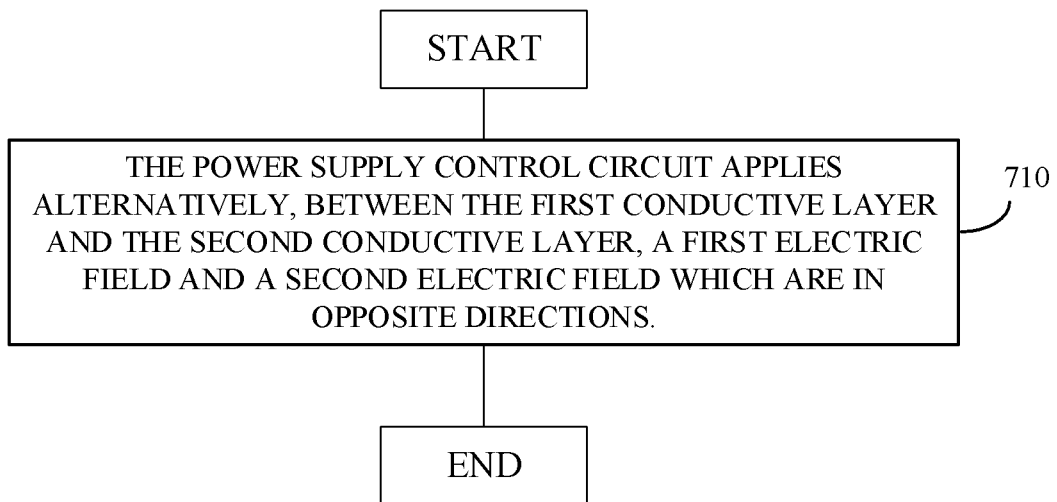 START
THE POWER SUPPLY CONTROL CIRCUIT APPLIES
ALTERNATIVELY, BETWEEN THE FIRST CONDUCTIVE LAYER
AND THE SECOND CONDUCTIVE LAYER, A FIRST ELECTRIC
FIELD AND A SECOND ELECTRIC FIELD WHICH ARE IN
OPPOSITE DIRECTIONS.
710
END